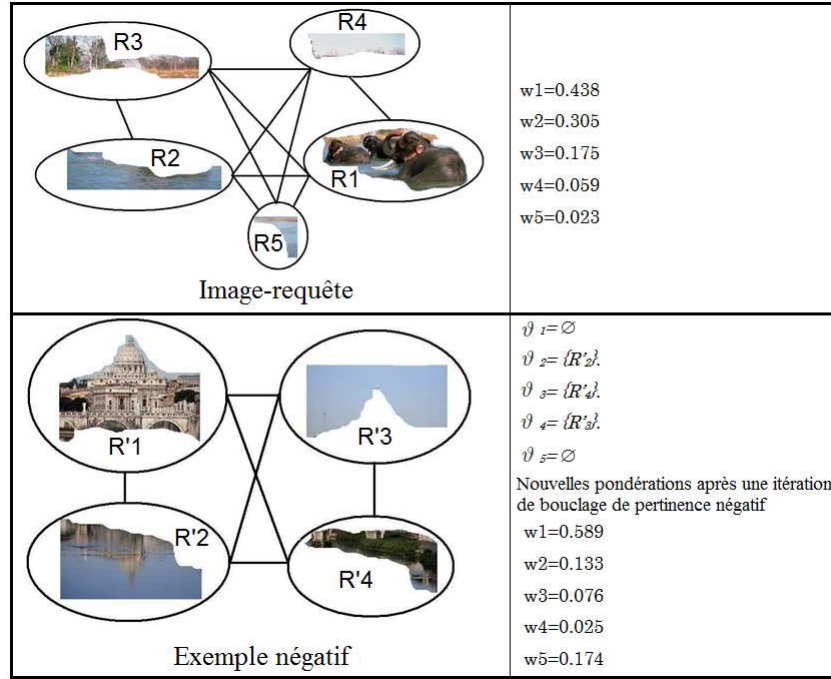 R3
R4
R2
R1
R5
Image-requête
w1=0.438
w2=0.305
w3=0.175
w4=0.059
w5=0.023
R'1
R'3
R'2
R'4
Exemple négatif
ϑ 1=∅
ϑ 2= {R'2}.
ϑ 3= {R'4}.
ϑ 4= {R'3}.
ϑ 5=∅
Nouvelles pondérations après une itération
de bouclage de pertinence négatif
w1=0.589
w2=0.133
w3=0.076
w4=0.025
w5=0.174